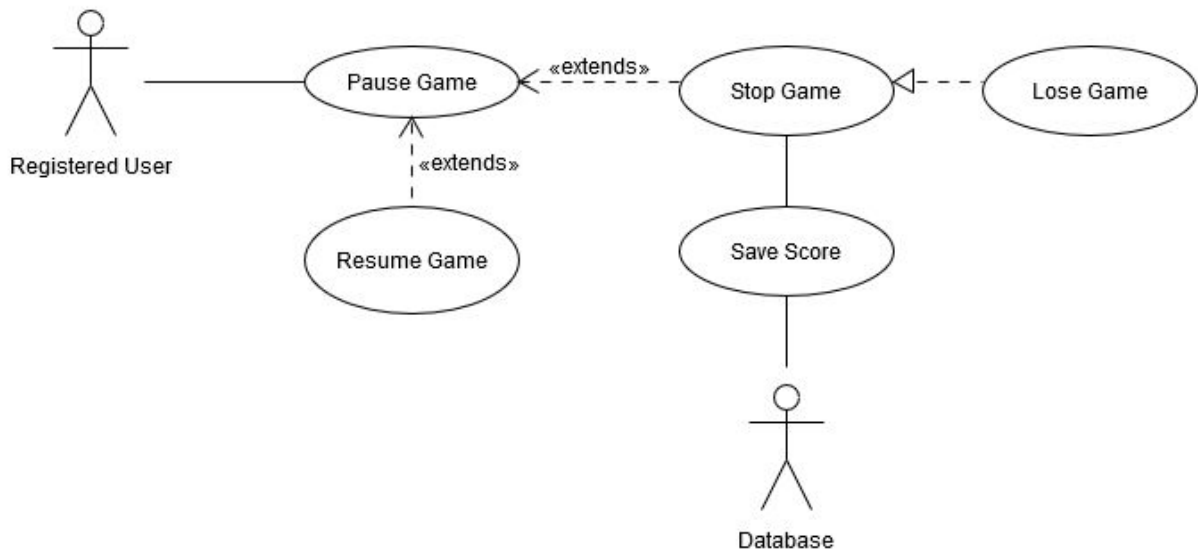 Pause Game
«extends»
Stop Game
Lose Game
Registered User
«extends»
Resume Game
Save Score
Database